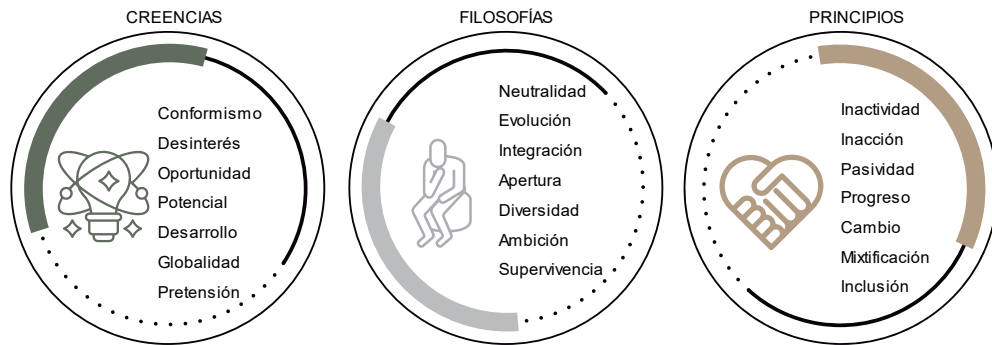 CREENCIAS
Conformismo
Desinterés
Oportunidad
Potencial
Desarrollo
Globalidad
Pretensión
FILOSOFÍAS
Neutralidad
Evolución
Integración
Apertura
Diversidad
Ambición
Supervivencia
PRINCIPIOS
Inactividad
Inacción
Pasividad
Progreso
Cambio
Mixtificación
Inclusión